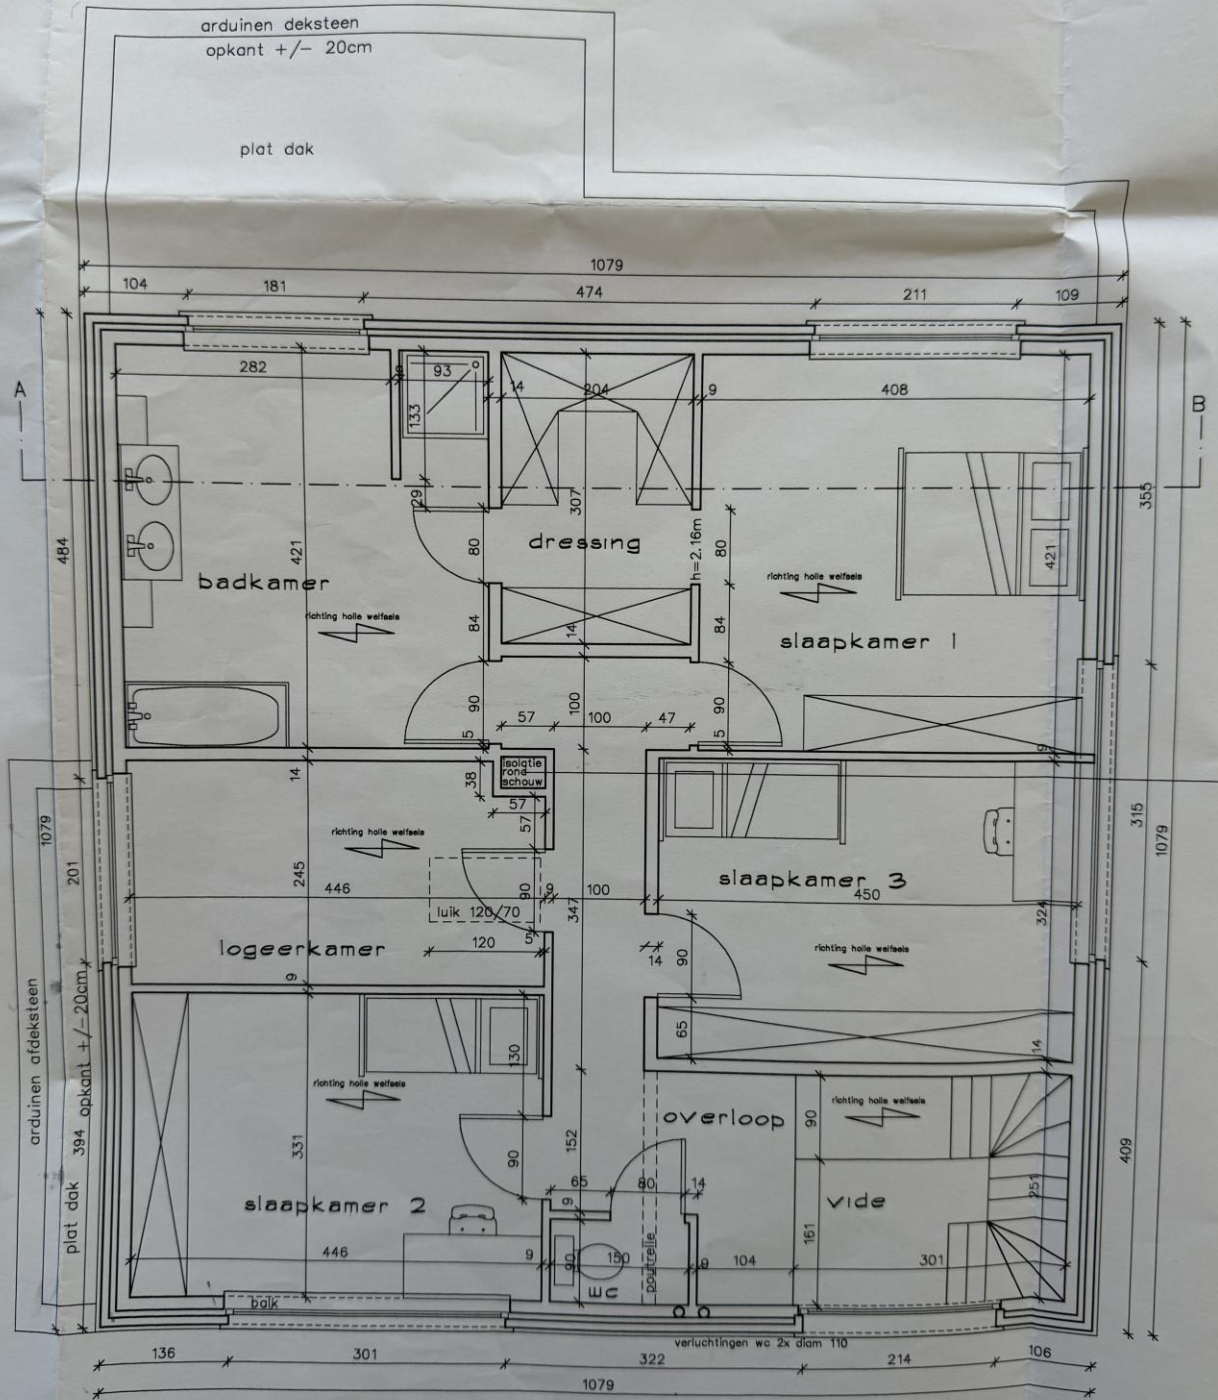 arduinen deksteen
opkant +/- 20cm
plat dak
1079
104 181 474 211 109
282 9 93 14 204 9 408
A
B
133
29
307
355
484
421
80
dressing
h=2.16m
80
421
badkamer
richting holle welfsels
richting holle welfsels
84
14
84
slaapkamer 1
90
100
90
57 100 47
5
5
9
14
isolatie
rond
schouw
38
57
57
1079
201
richting holle welfsels
315
1079
245
446
90
9
100
347
slaapkamer 3
450
324
luik 120/70
logeerkamer
120
5
14
90
richting holle welfsels
9
65
14
arduinen afdeksteen
plat dak 394 opkant +/-20cm
130
richting holle welfsels
richting holle welfsels
overloop
90
331
152
90
409
65 80 14
9
251
slaapkamer 2
vide
161
446
9
90
150
poutrelle
9
104
301
wc
balk
verluchtingen wc 2x diam 110
136 301 322 214 106
1079